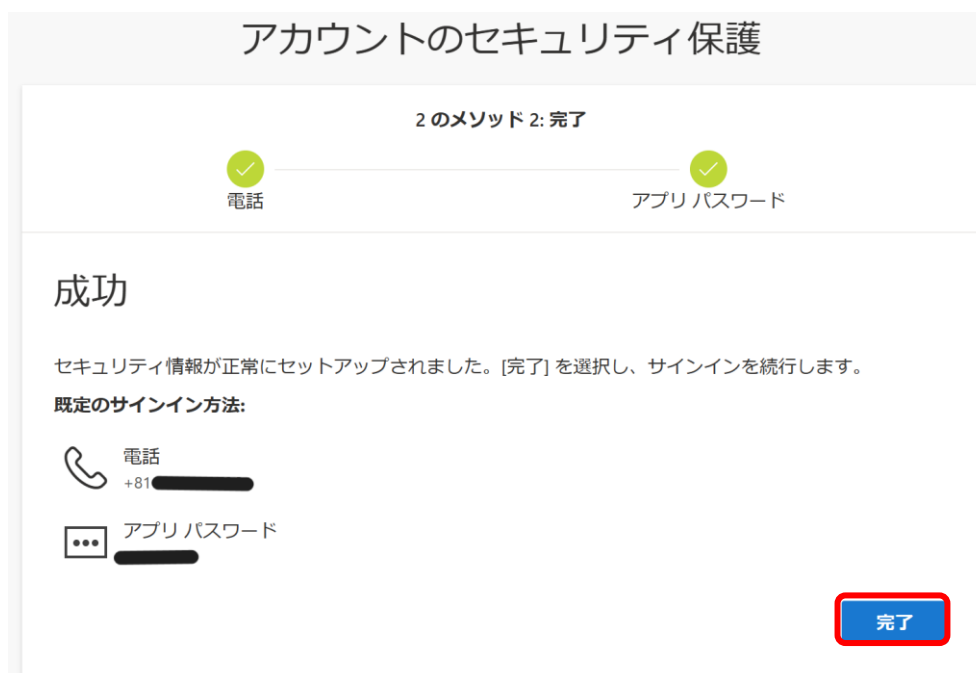 アカウントのセキュリティ保護
2 のメソッド 2: 完了
電話
アプリ パスワード
成功
セキュリティ情報が正常にセットアップされました。[完了] を選択し、サインインを続行します。
既定のサインイン方法:
電話
+81
アプリ パスワード
完了